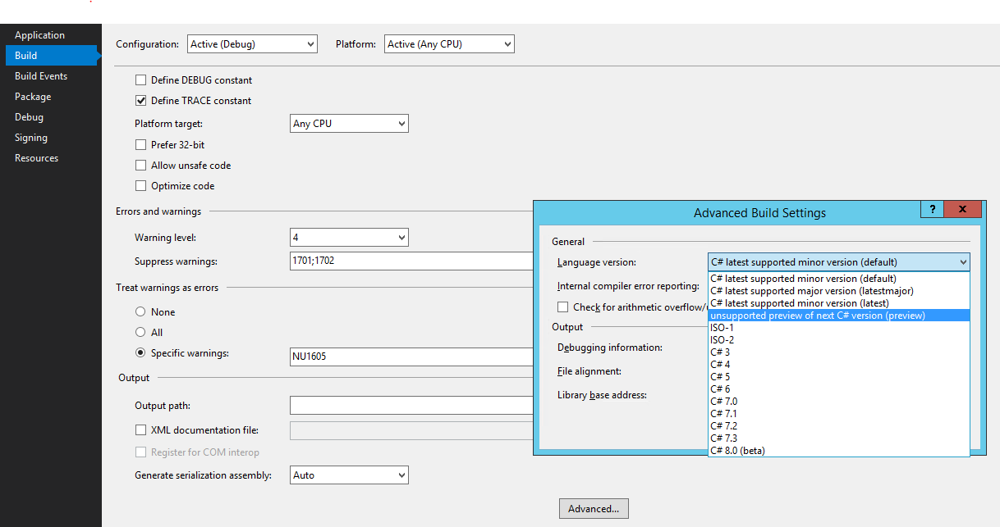 Application
Build
Build Events
Package
Debug
Signing
Resources
Configuration: Active (Debug) Platform: Active (Any CPU)
Define DEBUG constant
Define TRACE constant
Platform target: Any CPU
Prefer 32-bit
Allow unsafe code
Optimize code
Errors and warnings
Warning level: 4
Suppress warnings: 1701;1702
Treat warnings as errors
None
All
Specific warnings: NU1605
Output
Output path:
XML documentation file:
Register for COM interop
Generate serialization assembly: Auto
Advanced...
Advanced Build Settings
? x
General
Language version: C# latest supported minor version (default)
C# latest supported minor version (default)
Internal compiler error reporting: C# latest supported major version (latestmajor)
C# latest supported minor version (latest)
Check for arithmetic overflow/ unsupported preview of next C# version (preview)
Output ISO-1
ISO-2
Debugging information: C# 3
C# 4
File alignment: C# 5
C# 6
Library base address: C# 7.0
C# 7.1
C# 7.2
C# 7.3
C# 8.0 (beta)